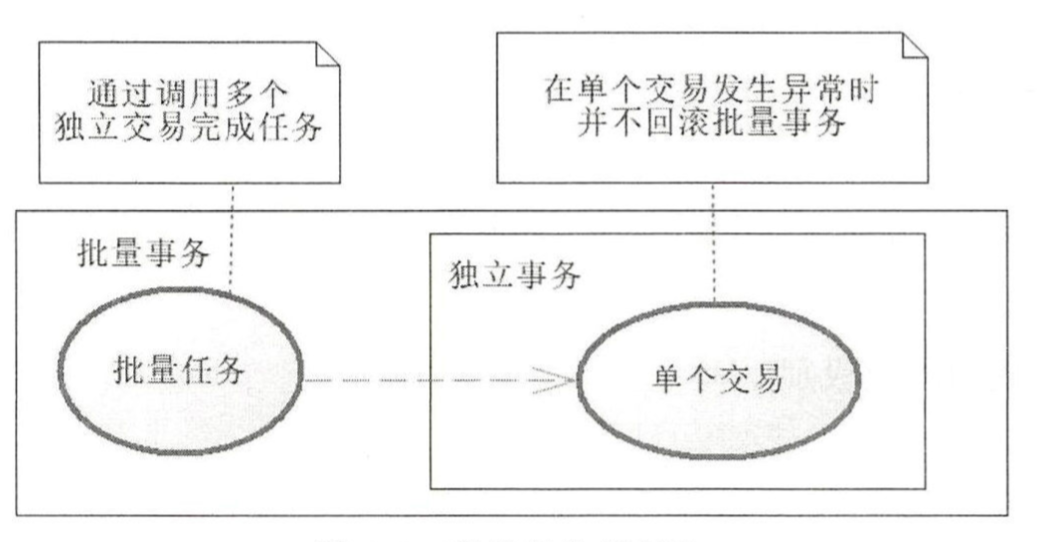 通过调用多个
独立交易完成任务
在单个交易发生异常时
并不回滚批量事务
批量事务
独立事务
批量任务
单个交易